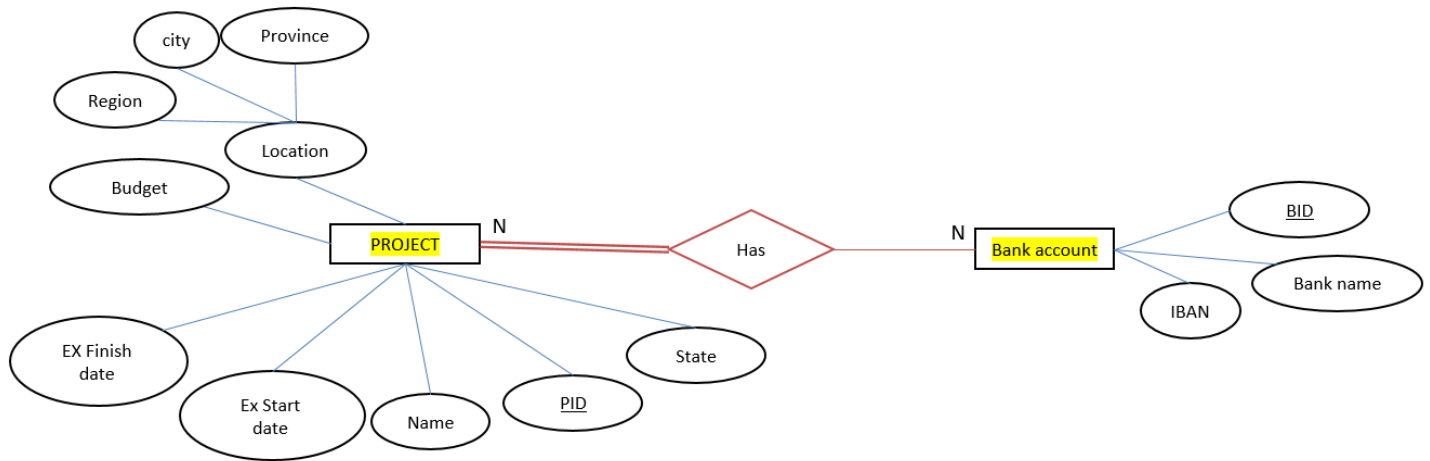 city
Province
Region
Location
Budget
PROJECT
N
Has
N
Bank account
BID
Bank name
IBAN
EX Finish
date
Ex Start
date
Name
PID
State